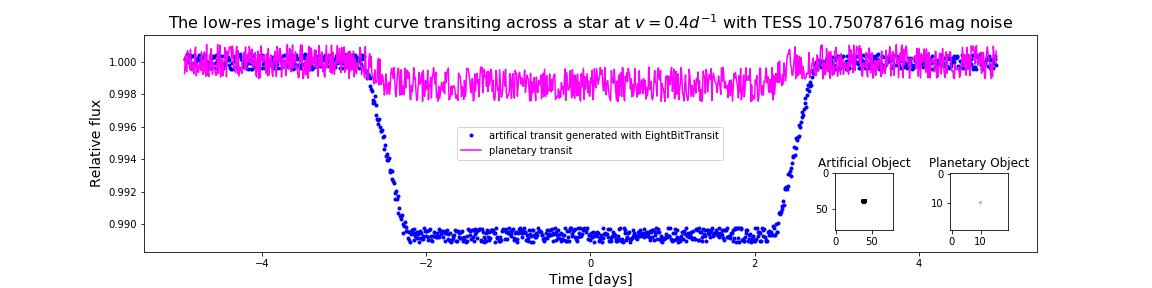 The low-res image's light curve transiting across a star at v = 0.4d⁻¹ with TESS 10.750787616 mag noise
Relative flux
1.000
0.998
0.996
0.994
0.992
0.990
artifical transit generated with EightBitTransit
planetary transit
Artificial Object
0
50
0
50
Planetary Object
0
10
0
10
−4
−2
0
2
4
Time [days]